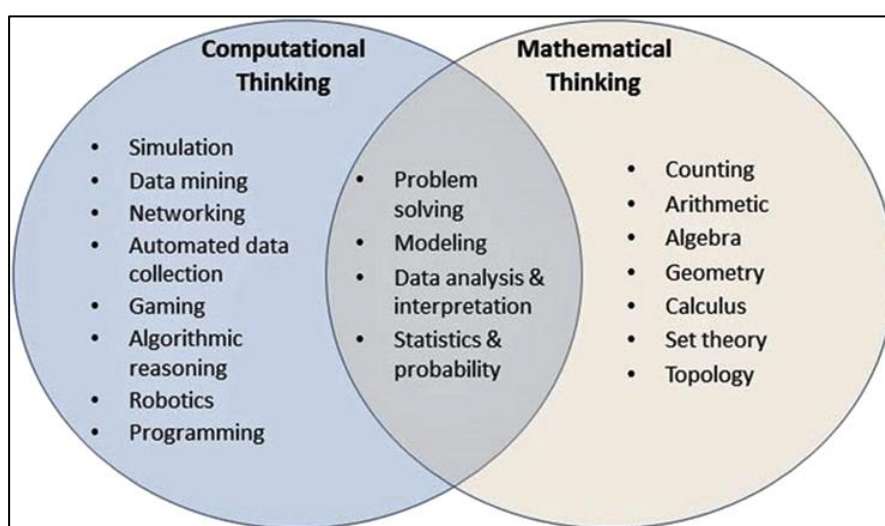 Computational
Thinking
Mathematical
Thinking
• Simulation
• Data mining
• Networking
• Automated data
collection
• Gaming
• Algorithmic
reasoning
• Robotics
• Programming
• Problem
solving
• Modeling
• Data analysis &
interpretation
• Statistics &
probability
• Counting
• Arithmetic
• Algebra
• Geometry
• Calculus
• Set theory
• Topology